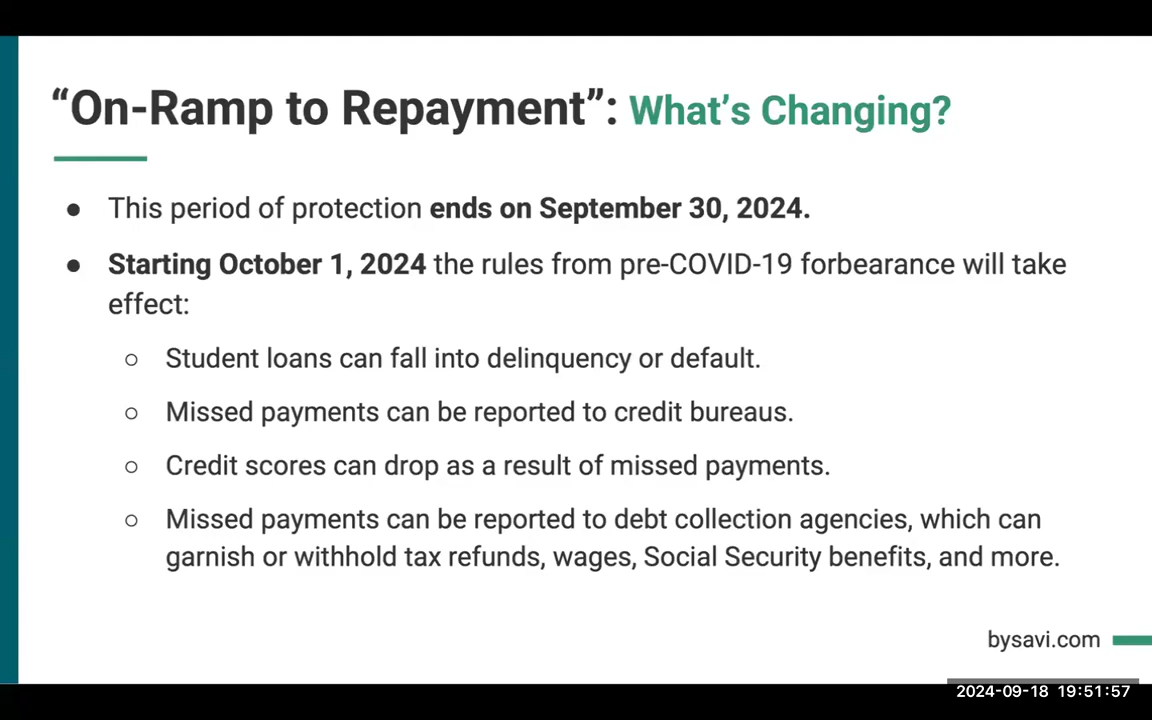 “On-Ramp to Repayment”: What’s Changing?
● This period of protection ends on September 30, 2024.
● Starting October 1, 2024 the rules from pre-COVID-19 forbearance will take
effect:
○ Student loans can fall into delinquency or default.
○ Missed payments can be reported to credit bureaus.
○ Credit scores can drop as a result of missed payments.
○ Missed payments can be reported to debt collection agencies, which can
garnish or withhold tax refunds, wages, Social Security benefits, and more.
bysavi.com
2024-09-18 19:51:57